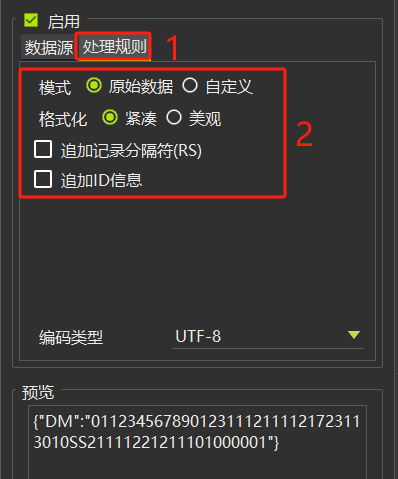 启用
数据源 处理规则 1
模式 原始数据 自定义
格式化 紧凑 美观
追加记录分隔符(RS) 2
追加ID信息
编码类型 UTF-8
预览
{"DM":"01123456789012311121111217231​1
3010SS21111221211101000001"}